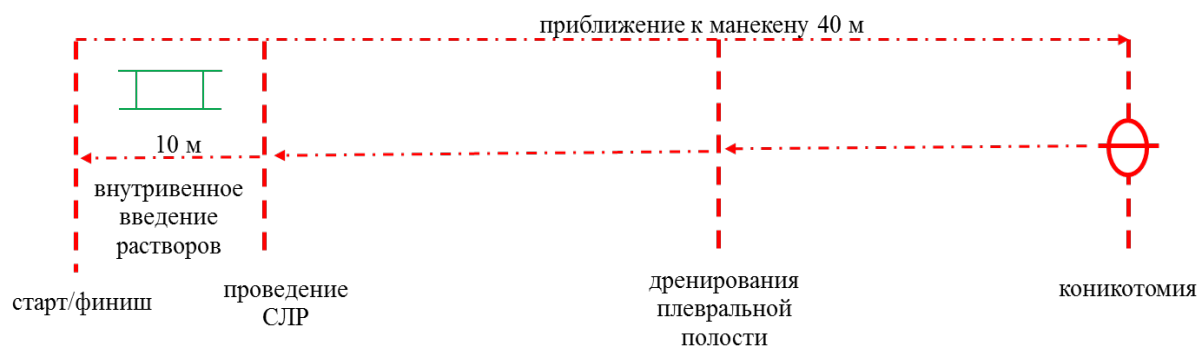 приближение к манекену 40 м
10 м
внутривенное
введение
растворов
старт/финиш
проведение
СЛР
дренирования
плевральной
полости
коникотомия